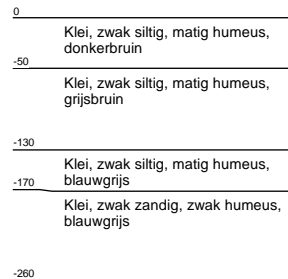 0
Klei, zwak siltig, matig humeus,
donkerbruin
-50
Klei, zwak siltig, matig humeus,
grijsbruin
-130
Klei, zwak siltig, matig humeus,
blauwgrijs
-170
Klei, zwak zandig, zwak humeus,
blauwgrijs
-260